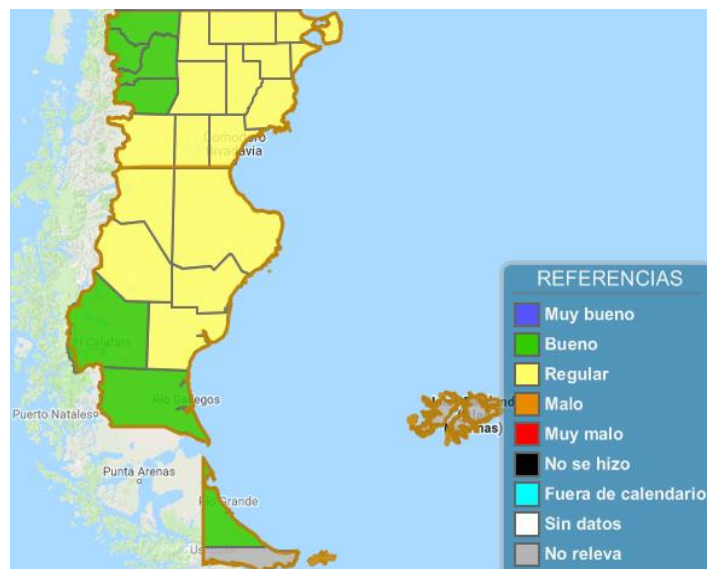 Comodoro
Rivadavia
El Calafate
Río Gallegos
Puerto Natales
Punta Arenas
Río Grande
REFERENCIAS
Muy bueno
Bueno
Regular
Malo
Muy malo
No se hizo
Fuera de calendario
Sin datos
No releva